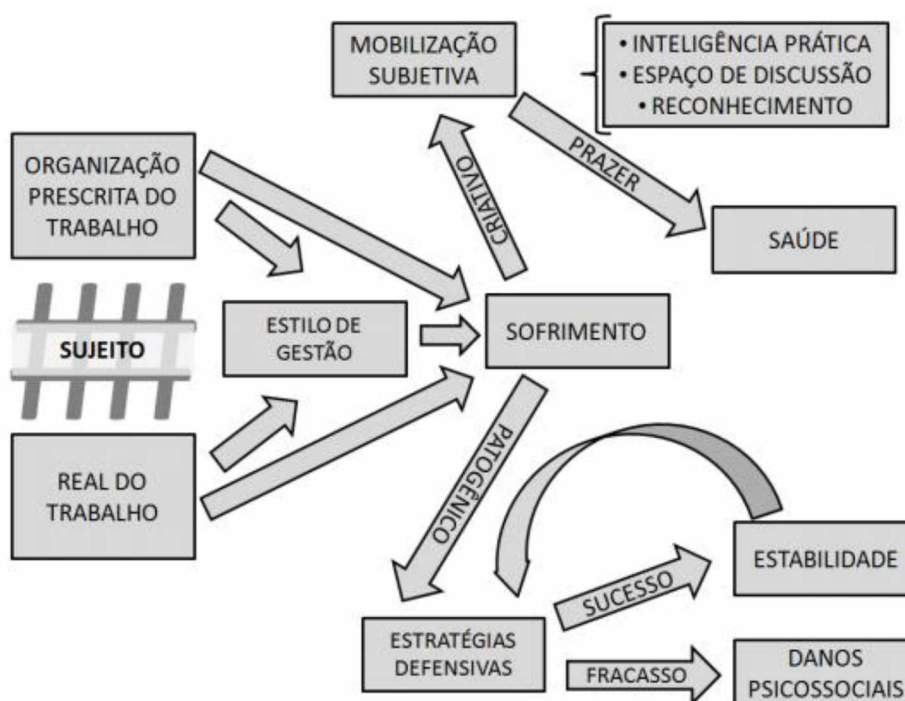 MOBILIZAÇÃO
SUBJETIVA
• INTELIGÊNCIA PRÁTICA
• ESPAÇO DE DISCUSSÃO
• RECONHECIMENTO
ORGANIZAÇÃO
PRESCRITA DO
TRABALHO
CRIATIVO
PRAZER
SAÚDE
SUJEITO
ESTILO DE
GESTÃO
SOFRIMENTO
REAL DO
TRABALHO
PATOGÊNICO
ESTRATÉGIAS
DEFENSIVAS
SUCESSO
ESTABILIDADE
FRACASSO
DANOS
PSICOSSOCIAIS